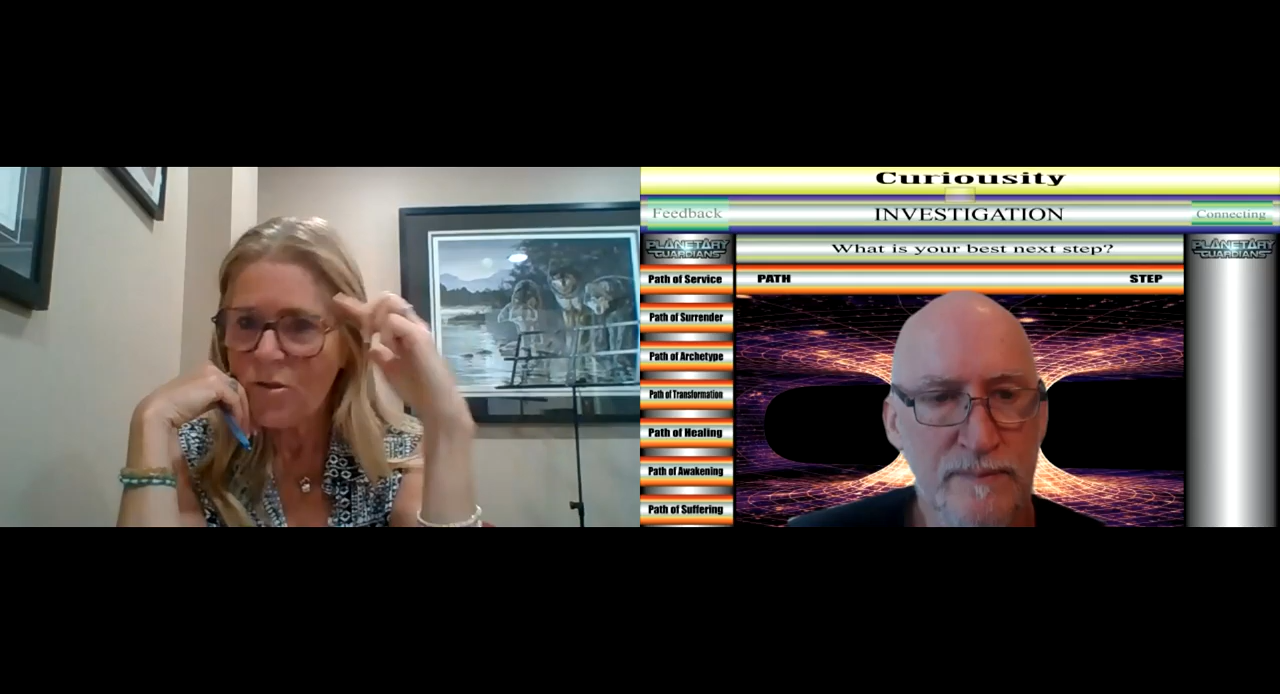 Curiousity
Feedback
INVESTIGATION
Connecting
PLANETARY
GUARDIANS
What is your best next step?
PLANETARY
GUARDIANS
Path of Service
PATH
STEP
Path of Surrender
Path of Archetype
Path of Transformation
Path of Healing
Path of Awakening
Path of Suffering